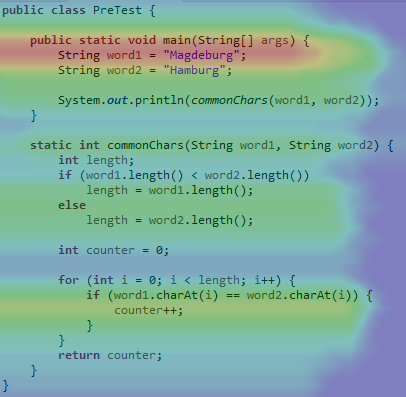 public class PreTest {
    public static void main(String[] args) {
        String word1 = "Magdeburg";
        String word2 = "Hamburg";
        System.out.println(commonChars(word1, word2));
    }
    static int commonChars(String word1, String word2) {
        int length;
        if (word1.length() < word2.length())
            length = word1.length();
        else
            length = word2.length();
        int counter = 0;
        for (int i = 0; i < length; i++) {
            if (word1.charAt(i) == word2.charAt(i)) {
                counter++;
            }
        }
        return counter;
    }
}